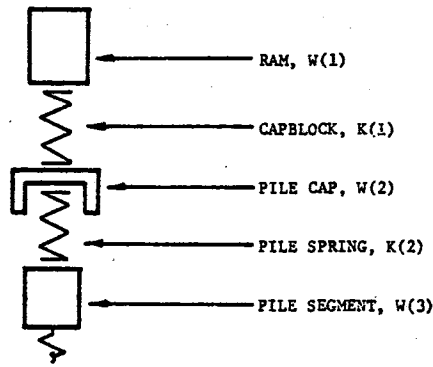 RAM, W(1)
CAPBLOCK, K(1)
PILE CAP, W(2)
PILE SPRING, K(2)
PILE SEGMENT, W(3)